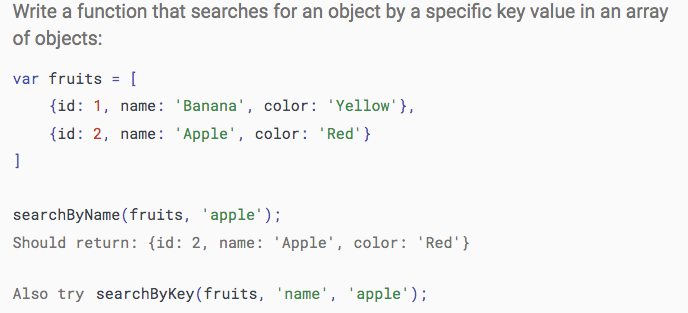 Write a function that searches for an object by a specific key value in an array
of objects:
var fruits = [
    {id: 1, name: 'Banana', color: 'Yellow'},
    {id: 2, name: 'Apple', color: 'Red'}
]
searchByName(fruits, 'apple');
Should return: {id: 2, name: 'Apple', color: 'Red'}
Also try searchByKey(fruits, 'name', 'apple');